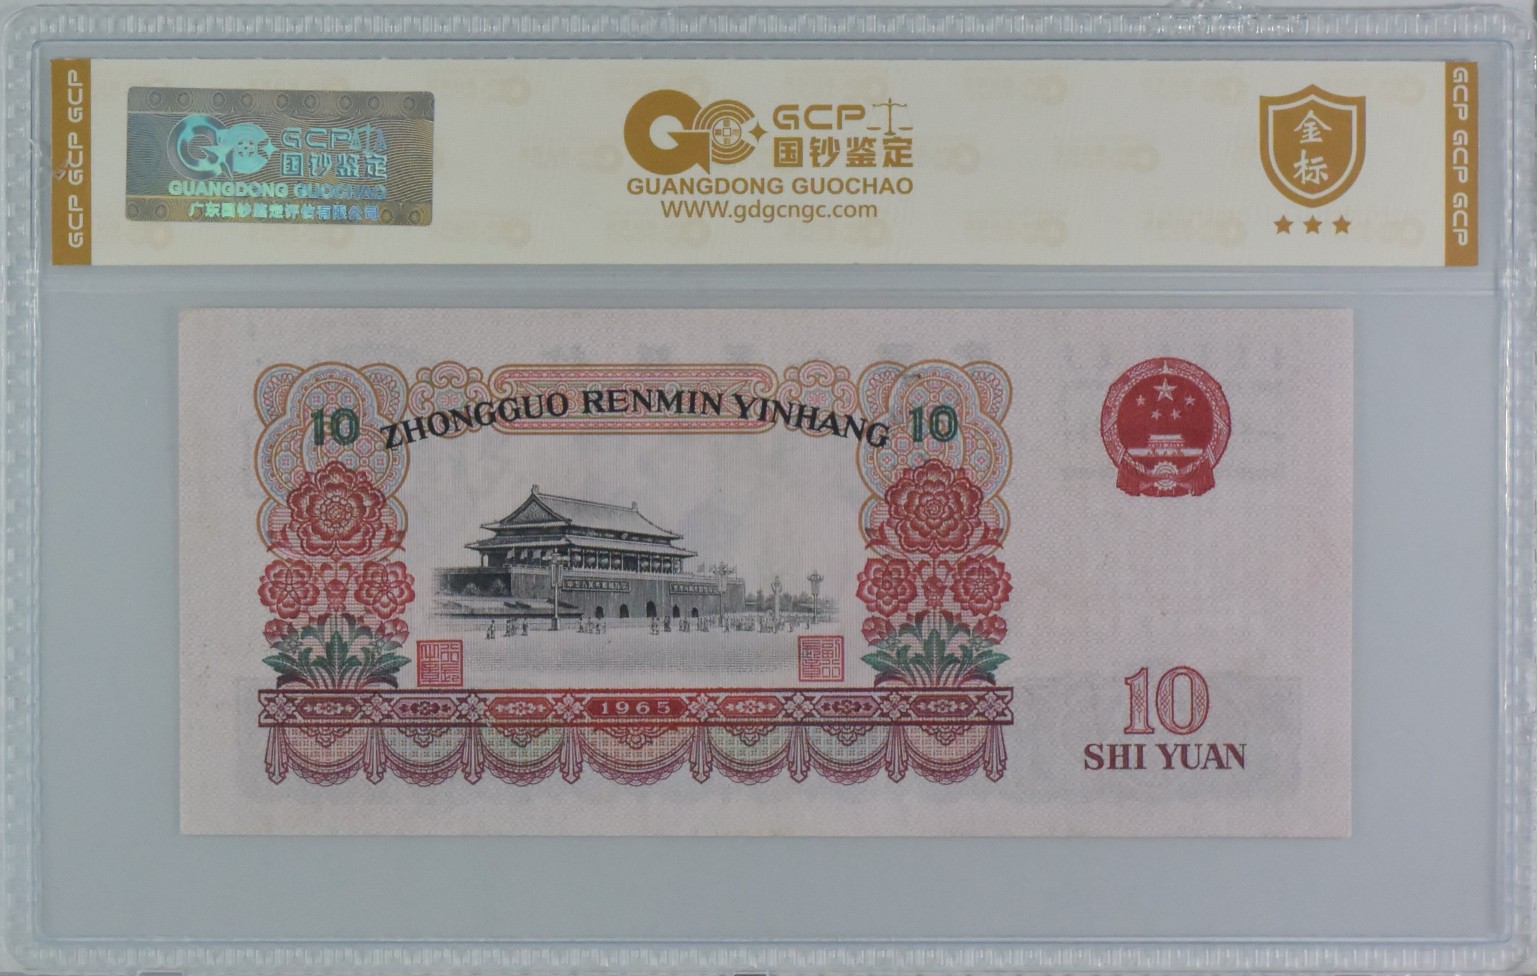 GCP GCP GCP
GCP
国钞鉴定
GUANGDONG GUOCHAO
广东国钞鉴定评估有限公司
GCP
国钞鉴定
GUANGDONG GUOCHAO
WWW.gdgcngc.com
金标
GCP GCP GCP
10 ZHONGGUO RENMIN YINHANG 10
1965
10
SHI YUAN